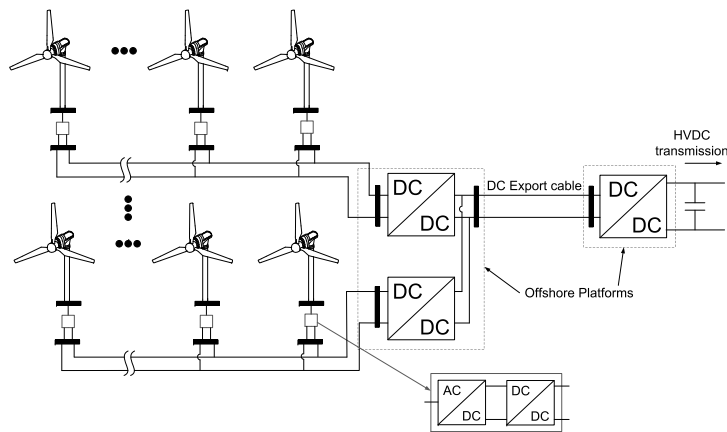 HVDC
transmission
DC
DC
DC Export cable
DC
DC
DC
DC
Offshore Platforms
AC
DC
DC
DC